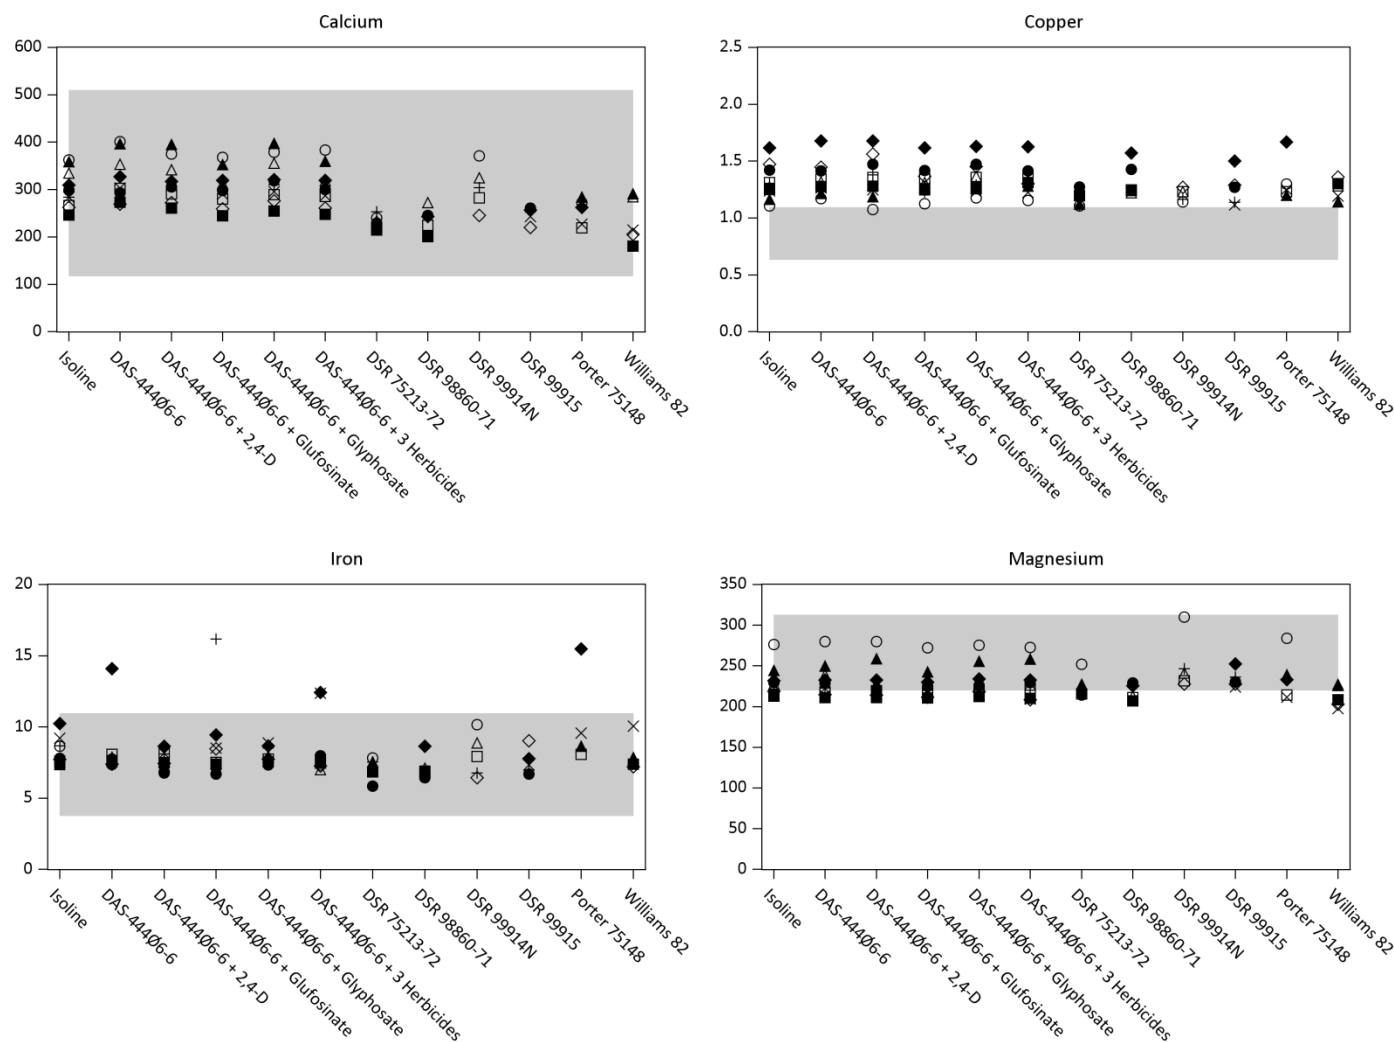 Calcium
600
500
400
300
200
100
0
Isoline
DAS-444Ø6-6
DAS-444Ø6-6 + 2,4-D
DAS-444Ø6-6 + Glufosinate
DAS-444Ø6-6 + Glyphosate
DAS-444Ø6-6 + 3 Herbicides
DSR 75213-72
DSR 98860-71
DSR 99914N
DSR 99915
Porter 75148
Williams 82
Copper
2.5
2.0
1.5
1.0
0.5
0.0
Isoline
DAS-444Ø6-6
DAS-444Ø6-6 + 2,4-D
DAS-444Ø6-6 + Glufosinate
DAS-444Ø6-6 + Glyphosate
DAS-444Ø6-6 + 3 Herbicides
DSR 75213-72
DSR 98860-71
DSR 99914N
DSR 99915
Porter 75148
Williams 82
Iron
20
15
10
5
0
Isoline
DAS-444Ø6-6
DAS-444Ø6-6 + 2,4-D
DAS-444Ø6-6 + Glufosinate
DAS-444Ø6-6 + Glyphosate
DAS-444Ø6-6 + 3 Herbicides
DSR 75213-72
DSR 98860-71
DSR 99914N
DSR 99915
Porter 75148
Williams 82
Magnesium
350
300
250
200
150
100
50
0
Isoline
DAS-444Ø6-6
DAS-444Ø6-6 + 2,4-D
DAS-444Ø6-6 + Glufosinate
DAS-444Ø6-6 + Glyphosate
DAS-444Ø6-6 + 3 Herbicides
DSR 75213-72
DSR 98860-71
DSR 99914N
DSR 99915
Porter 75148
Williams 82